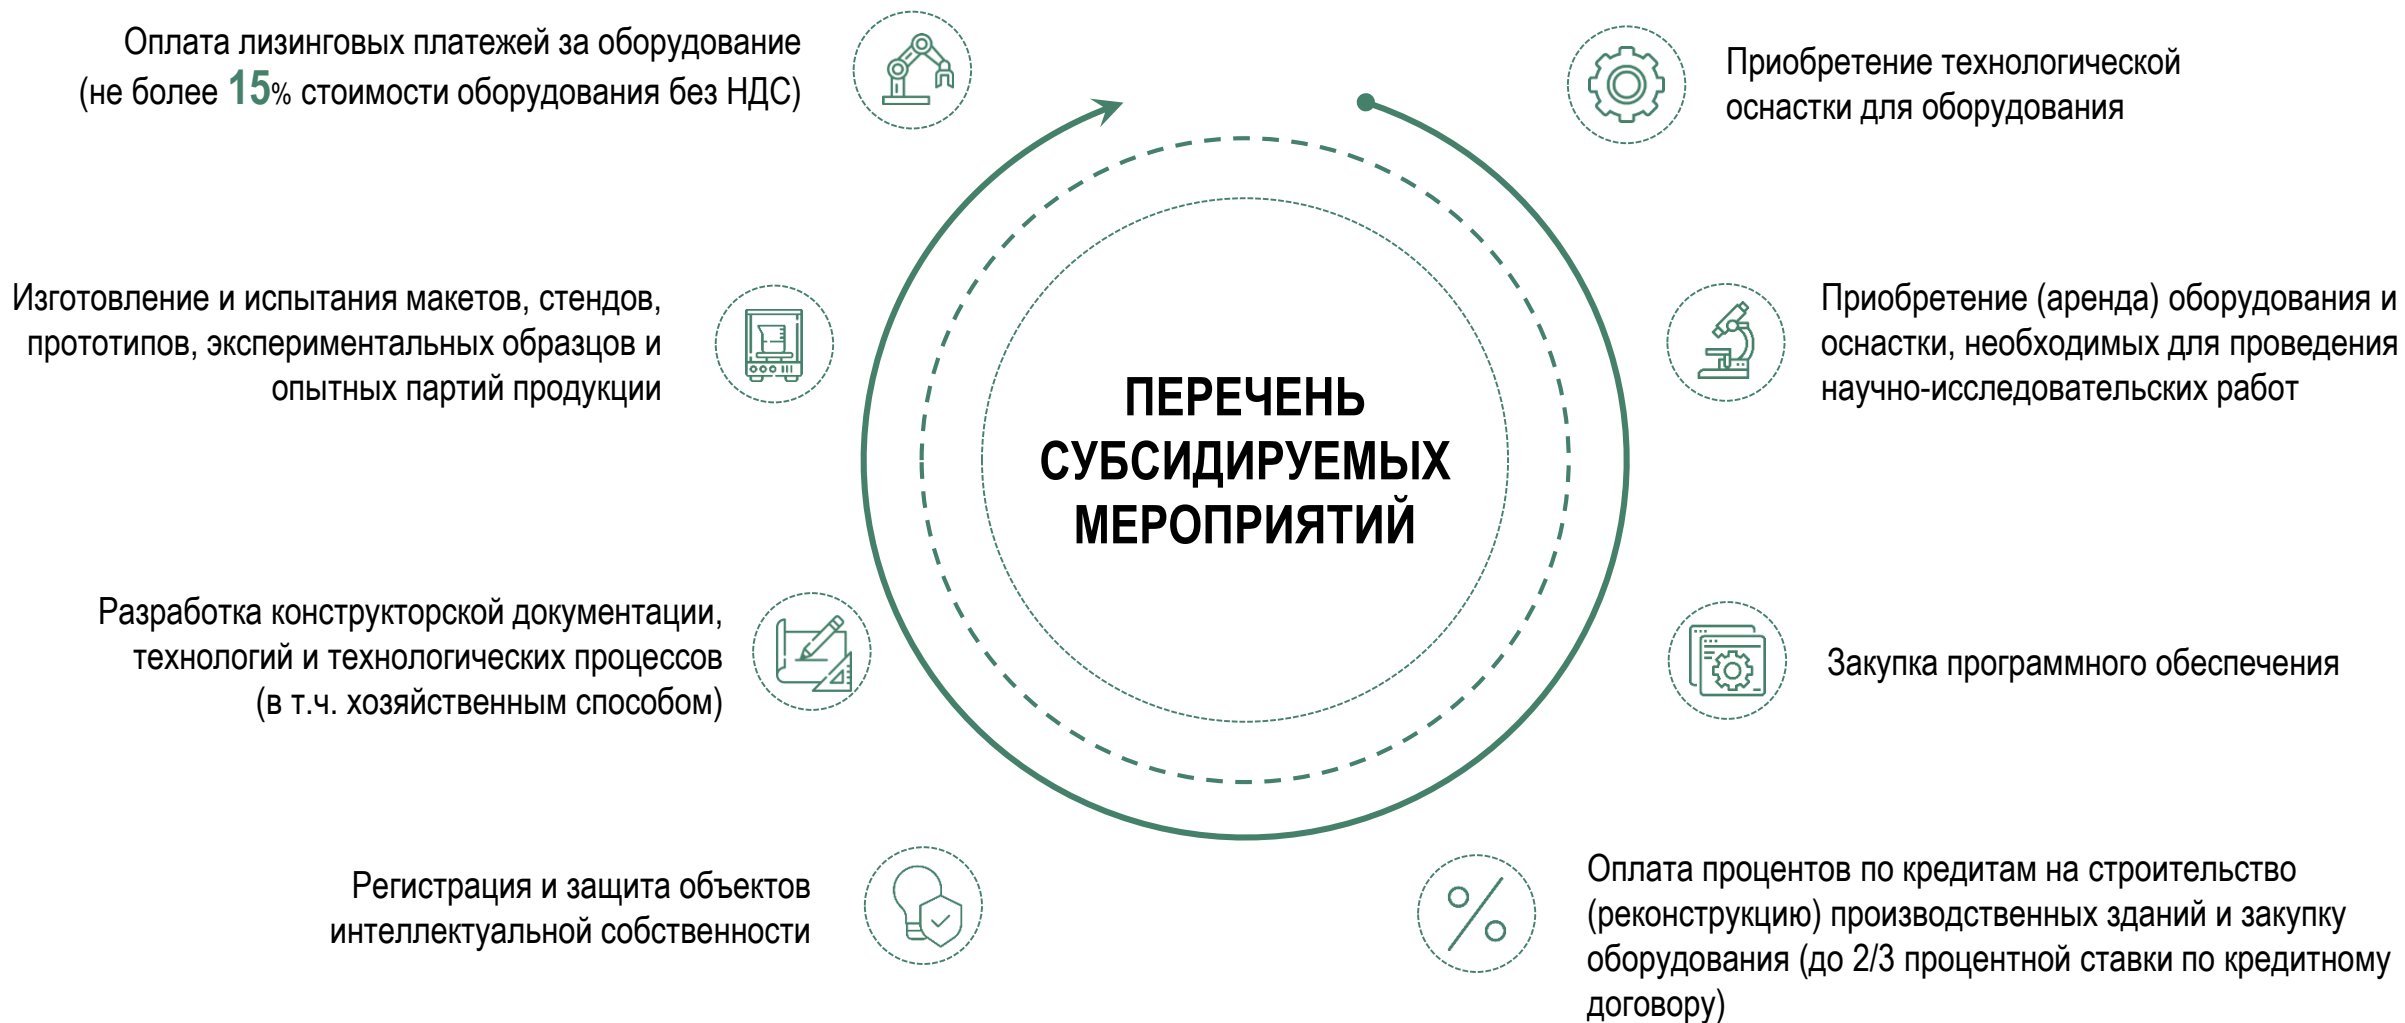 Оплата лизинговых платежей за оборудование
(не более 15% стоимости оборудования без НДС)
Изготовление и испытания макетов, стендов,
прототипов, экспериментальных образцов и
опытных партий продукции
Разработка конструкторской документации,
технологий и технологических процессов
(в т.ч. хозяйственным способом)
Регистрация и защита объектов
интеллектуальной собственности
ПЕРЕЧЕНЬ
СУБСИДИРУЕМЫХ
МЕРОПРИЯТИЙ
Приобретение технологической
оснастки для оборудования
Приобретение (аренда) оборудования и
оснастки, необходимых для проведения
научно-исследовательских работ
Закупка программного обеспечения
Оплата процентов по кредитам на строительство
(реконструкцию) производственных зданий и закупку
оборудования (до 2/3 процентной ставки по кредитному
договору)